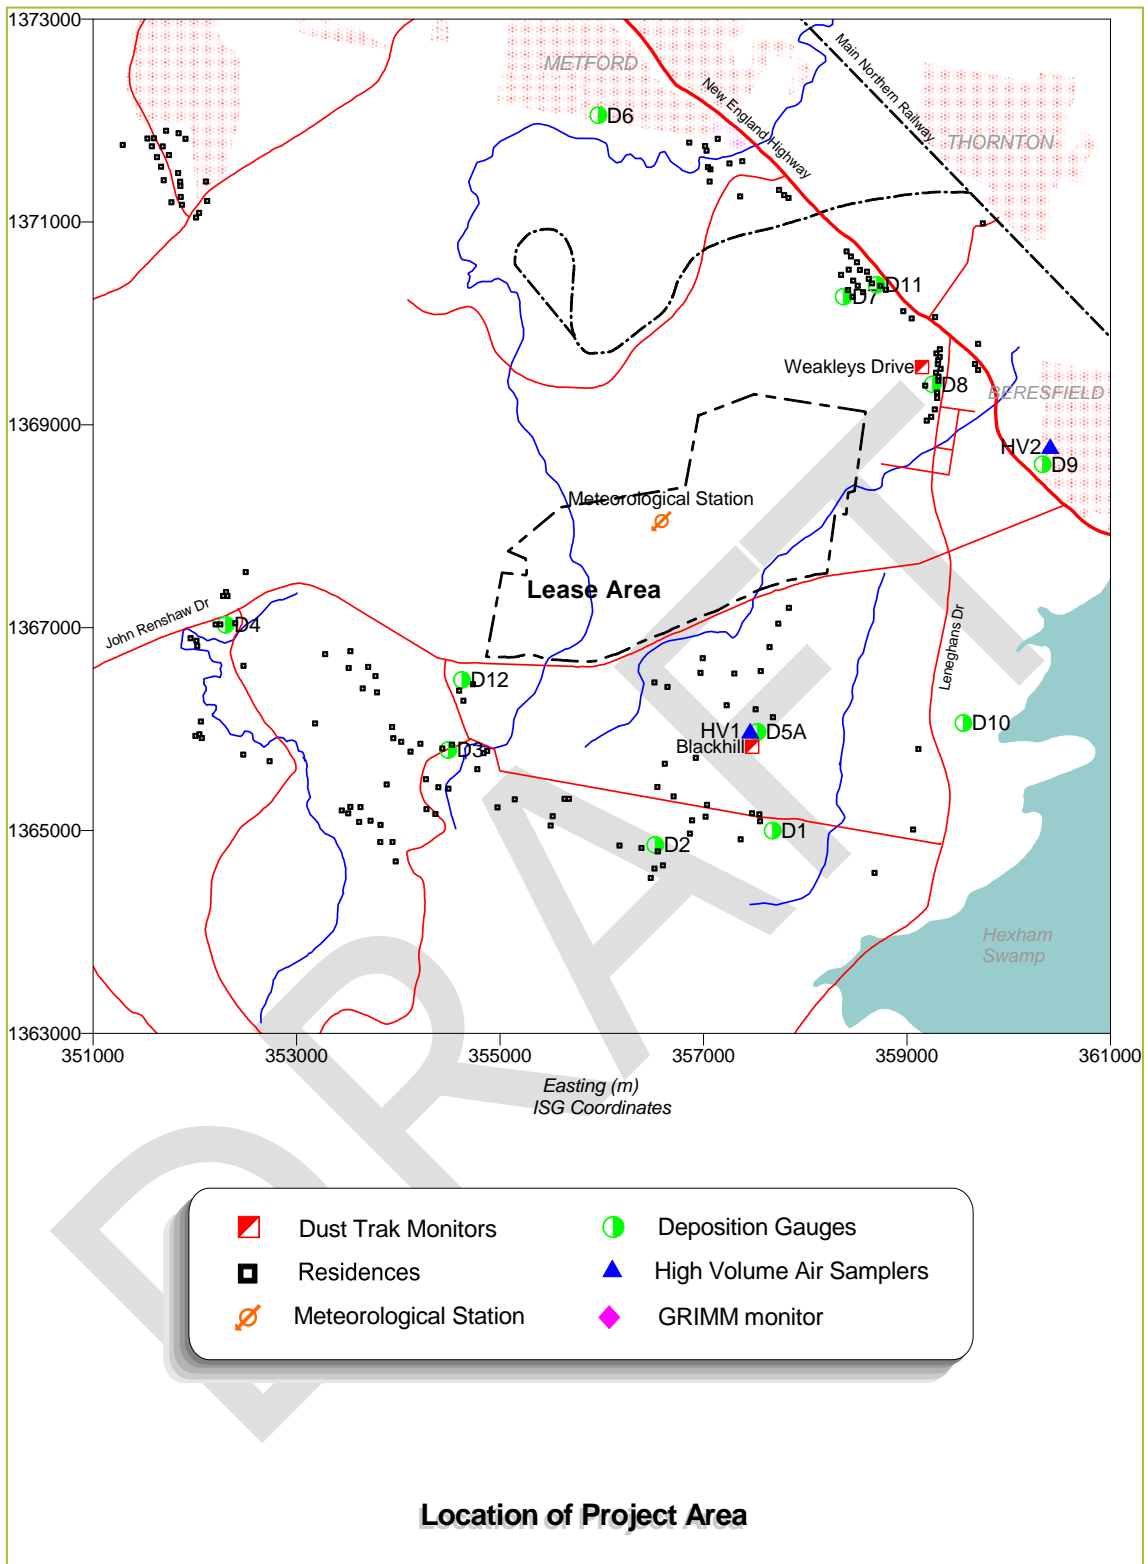 1373000
METFORD
Main Northern Railway
New England Highway
D6
THORNTON
1371000
D11
D7
Weakleys Drive
D8
BERESFIELD
1369000
HV2
D9
Meteorological Station
Lease Area
John Renshaw Dr
D4
1367000
Leneghans Dr
D12
D10
HV1
D5A
Blackhill
D3
1365000
D1
D2
Hexham
Swamp
1363000
351000
353000
355000
357000
359000
361000
Easting (m)
ISG Coordinates
DRAFT
Dust Trak Monitors
Deposition Gauges
Residences
High Volume Air Samplers
Meteorological Station
GRIMM monitor
Location of Project Area